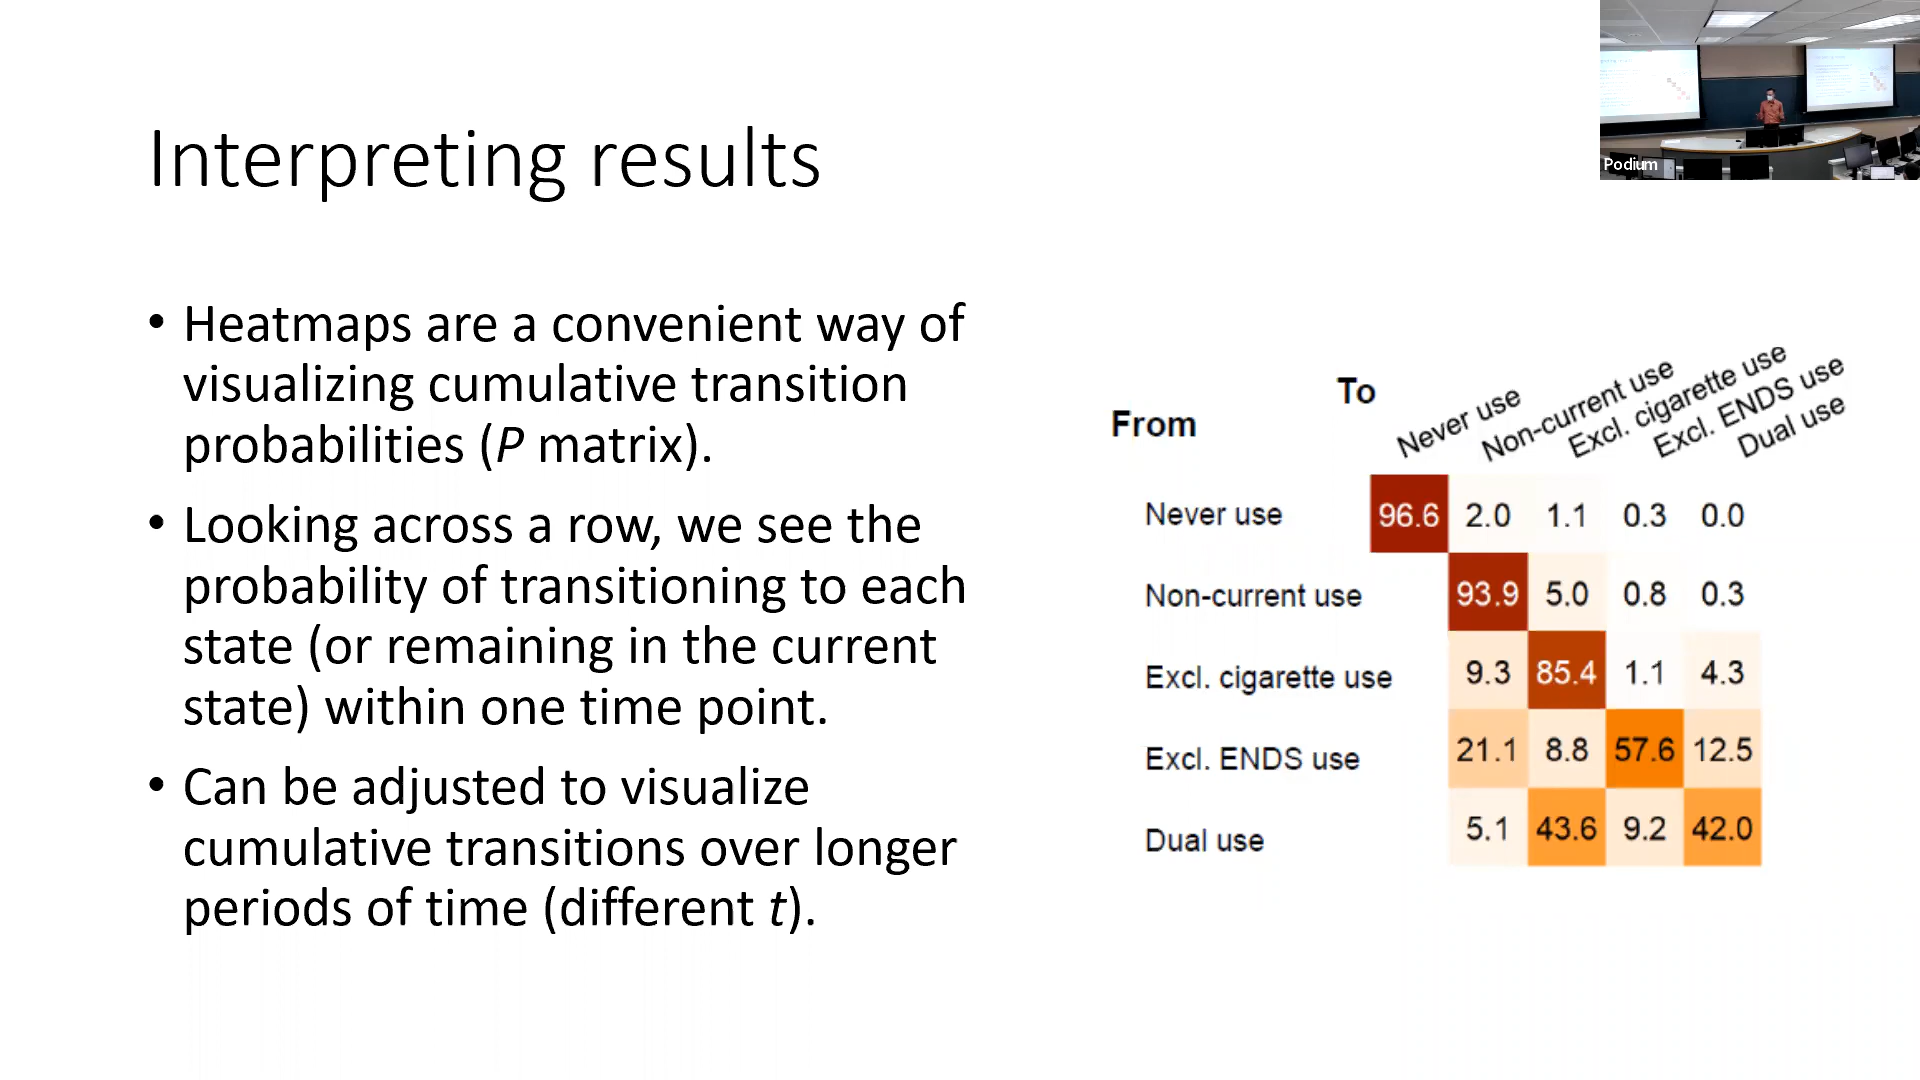 Podium
Interpreting results
• Heatmaps are a convenient way of
visualizing cumulative transition
probabilities (P matrix).
• Looking across a row, we see the
probability of transitioning to each
state (or remaining in the current
state) within one time point.
• Can be adjusted to visualize
cumulative transitions over longer
periods of time (different t).
To
From
Never use
Non-current use
Excl. cigarette use
Excl. ENDS use
Dual use
Never use 96.6 2.0 1.1 0.3 0.0
Non-current use 93.9 5.0 0.8 0.3
Excl. cigarette use 9.3 85.4 1.1 4.3
Excl. ENDS use 21.1 8.8 57.6 12.5
Dual use 5.1 43.6 9.2 42.0